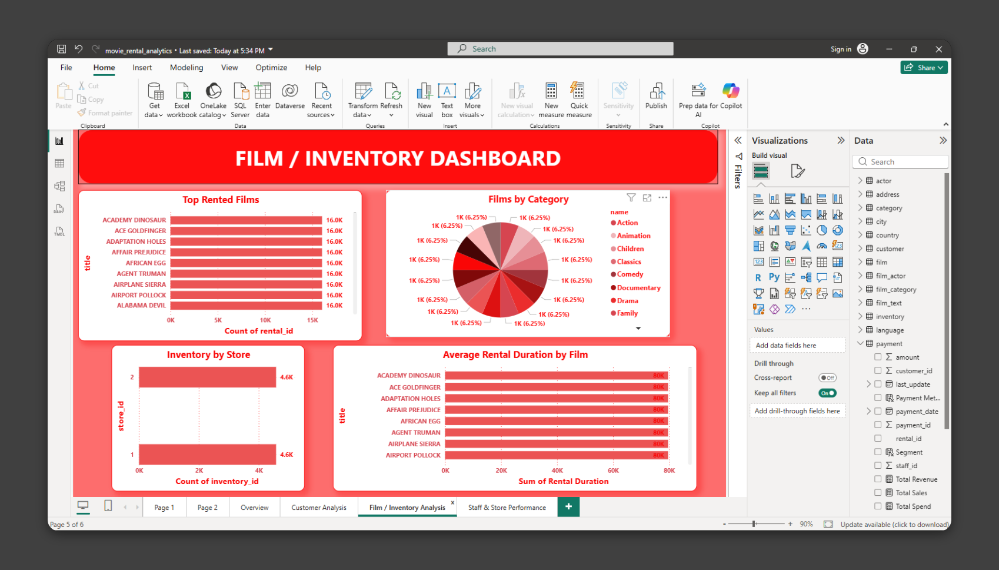 movie_rental_analytics • Last saved: Today at 5:34 PM
Search
Sign in
File Home Insert Modeling View Optimize Help
Share
Paste
Cut
Copy
Format painter
Clipboard
Get data
Excel workbook
OneLake catalog
SQL Server
Enter data
Dataverse
Recent sources
Data
Transform data
Refresh
Queries
New visual
Text box
More visuals
Insert
New visual calculation
New measure
Quick measure
Calculations
Sensitivity
Sensitivity
Publish
Share
Prep data for AI
Copilot
Copilot
DAX
TMDL
FILM / INVENTORY DASHBOARD
Top Rented Films
title
ACADEMY DINOSAUR 16.0K
ACE GOLDFINGER 16.0K
ADAPTATION HOLES 16.0K
AFFAIR PREJUDICE 16.0K
AFRICAN EGG 16.0K
AGENT TRUMAN 16.0K
AIRPLANE SIERRA 16.0K
AIRPORT POLLOCK 16.0K
ALABAMA DEVIL 16.0K
0K 5K 10K 15K
Count of rental_id
Films by Category
1K (6.25%) 1K (6.25%)
1K (6.25%) 1K (6.25%)
1K (6.25%) 1K (6.25%)
1K (6.25%) 1K (6.25%)
1K (6.25%) 1K (6.25%)
1K (6.25%) 1K (6.25%)
1K (6.25%) 1K (6.25%)
1K (6.25%) 1K (6.25%)
name
Action
Animation
Children
Classics
Comedy
Documentary
Drama
Family
Inventory by Store
store_id
2 4.6K
1 4.6K
0K 2K 4K
Count of inventory_id
Average Rental Duration by Film
title
ACADEMY DINOSAUR 80K
ACE GOLDFINGER 80K
ADAPTATION HOLES 80K
AFFAIR PREJUDICE 80K
AFRICAN EGG 80K
AGENT TRUMAN 80K
AIRPLANE SIERRA 80K
AIRPORT POLLOCK 80K
0K 20K 40K 60K 80K
Sum of Rental Duration
Filters
Visualizations
Build visual
123
123
R Py
Values
Add data fields here
Drill through
Cross-report Off
Keep all filters On
Add drill-through fields here
Data
Search
actor
address
category
city
country
customer
film
film_actor
film_category
film_text
inventory
language
payment
amount
customer_id
last_update
Payment Met...
payment_date
payment_id
rental_id
Segment
staff_id
Total Revenue
Total Sales
Total Spend
Page 1 Page 2 Overview Customer Analysis Film / Inventory Analysis x Staff & Store Performance +
Page 5 of 6
- + 90%
Update available (click to download)